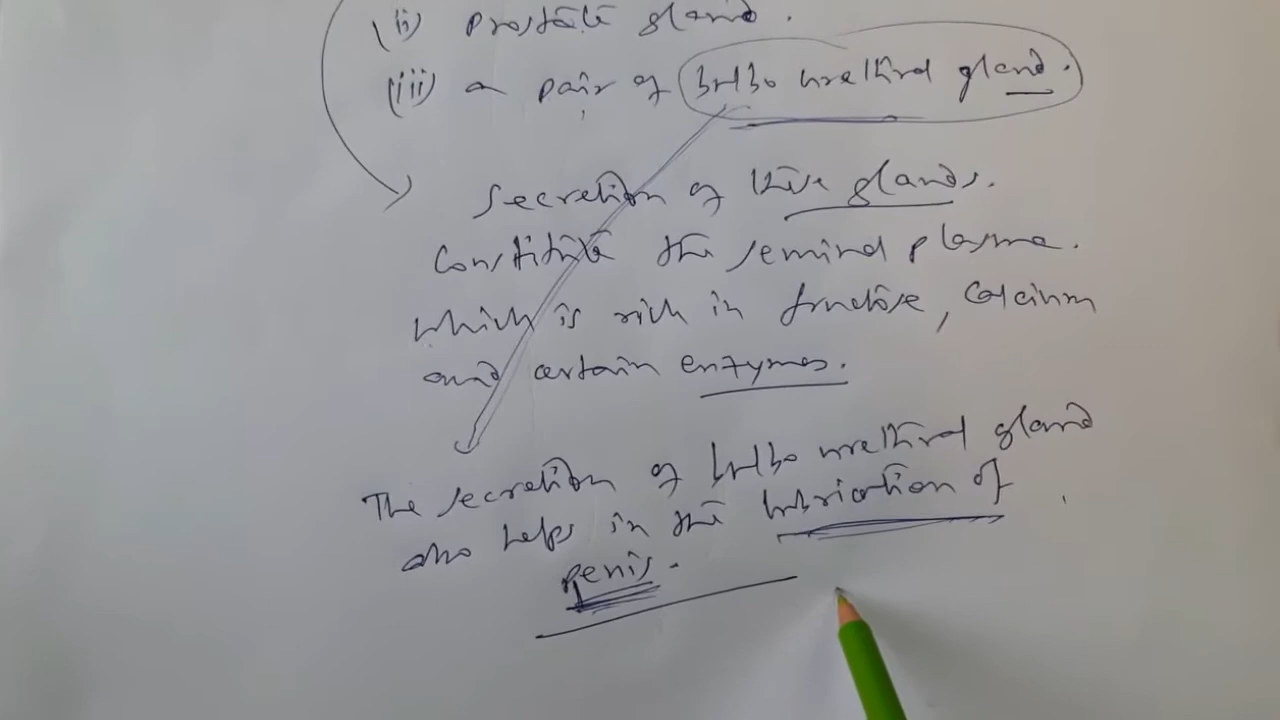 (ii) prostate gland.
(iii) a pair of bulbo urethral gland.
Secretion of these glands.
Constitute the seminal plasma.
which is rich in fructose, Calcium
and certain enzymes.
The secretion of bulbo urethral gland
also helps in the lubrication of
penis.